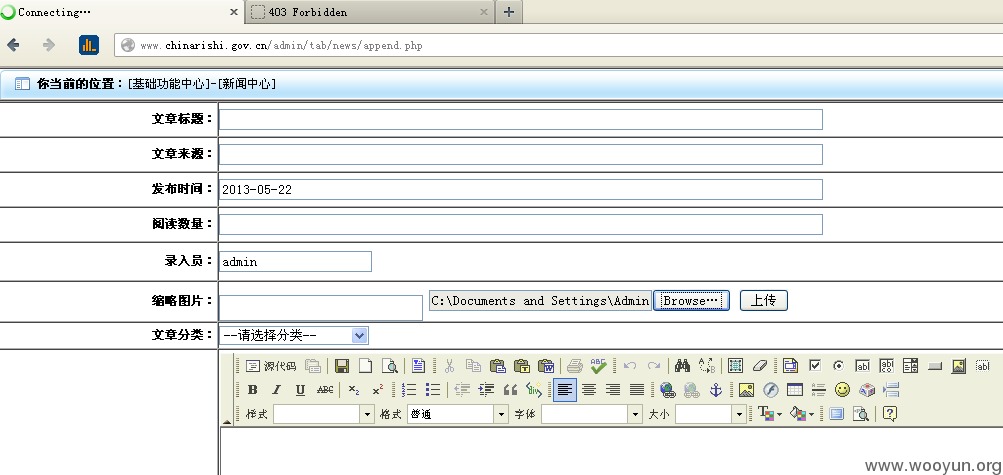 Connecting…
403 Forbidden
www.chinarishi.gov.cn/admin/tab/news/append.php
你当前的位置：[基础功能中心]-[新闻中心]
文章标题：
文章来源：
发布时间：2013-05-22
阅读数量：
录入员：admin
缩略图片： C:\Documents and Settings\Admin Browse… 上传
文章分类：--请选择分类--
源代码
B I U ABC
样式 格式 普通 字体 大小
www.wooyun.org